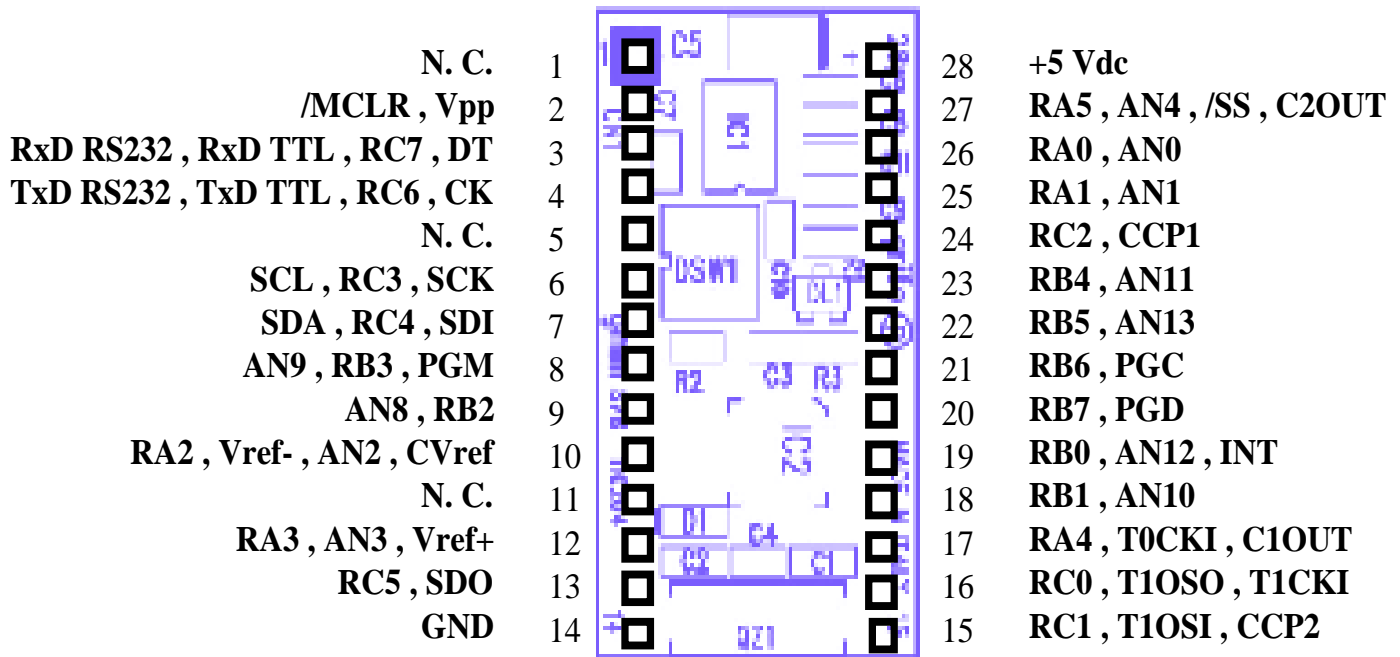 N. C. 1 C5 28 +5 Vdc
/MCLR , Vpp 2 27 RA5 , AN4 , /SS , C2OUT
RxD RS232 , RxD TTL , RC7 , DT 3 IC1 26 RA0 , AN0
TxD RS232 , TxD TTL , RC6 , CK 4 25 RA1 , AN1
N. C. 5 24 RC2 , CCP1
SCL , RC3 , SCK 6 DSW1 DL1 23 RB4 , AN11
SDA , RC4 , SDI 7 22 RB5 , AN13
AN9 , RB3 , PGM 8 R2 C3 R3 21 RB6 , PGC
AN8 , RB2 9 20 RB7 , PGD
RA2 , Vref- , AN2 , CVref 10 IC2 19 RB0 , AN12 , INT
N. C. 11 D1 18 RB1 , AN10
RA3 , AN3 , Vref+ 12 C2 C4 C1 17 RA4 , T0CKI , C1OUT
RC5 , SDO 13 16 RC0 , T1OSO , T1CKI
GND 14 QZ1 15 RC1 , T1OSI , CCP2